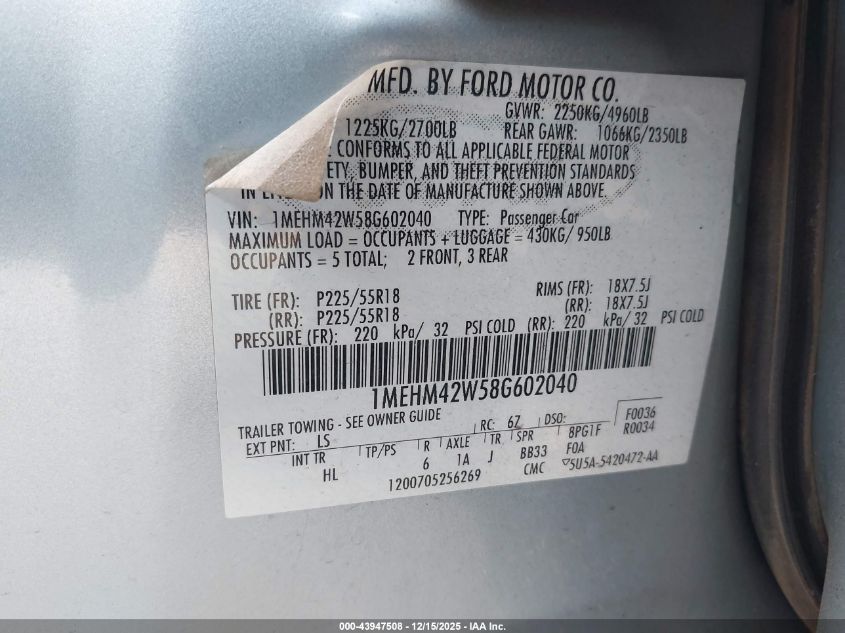 MFD. BY FORD MOTOR CO.
GVWR: 2250KG/4960LB
1225KG/2700LB REAR GAWR: 1066KG/2350LB
CONFORMS TO ALL APPLICABLE FEDERAL MOTOR
ETY, BUMPER, AND THEFT PREVENTION STANDARDS
IN ON THE DATE OF MANUFACTURE SHOWN ABOVE.
VIN: 1MEHM42W58G602040 TYPE: Passenger Car
MAXIMUM LOAD = OCCUPANTS + LUGGAGE = 430KG/ 950LB
OCCUPANTS = 5 TOTAL; 2 FRONT, 3 REAR
TIRE (FR): P225/55R18 RIMS (FR): 18X7.5J
(RR): P225/55R18 (RR): 18X7.5J
PRESSURE (FR): 220 kPa/ 32 PSI COLD (RR): 220 kPa/ 32 PSI COLD
1MEHM42W58G602040
TRAILER TOWING - SEE OWNER GUIDE
EXT PNT: LS RC: 6Z DSO: F0036
R0034
INT TR TP/PS R AXLE TR SPR 8PG1F
HL 6 1A J BB33 FOA
1200705256269 CMC ▽5U5A-5420472-AA
000-43947508 - 12/15/2025 - IAA Inc.